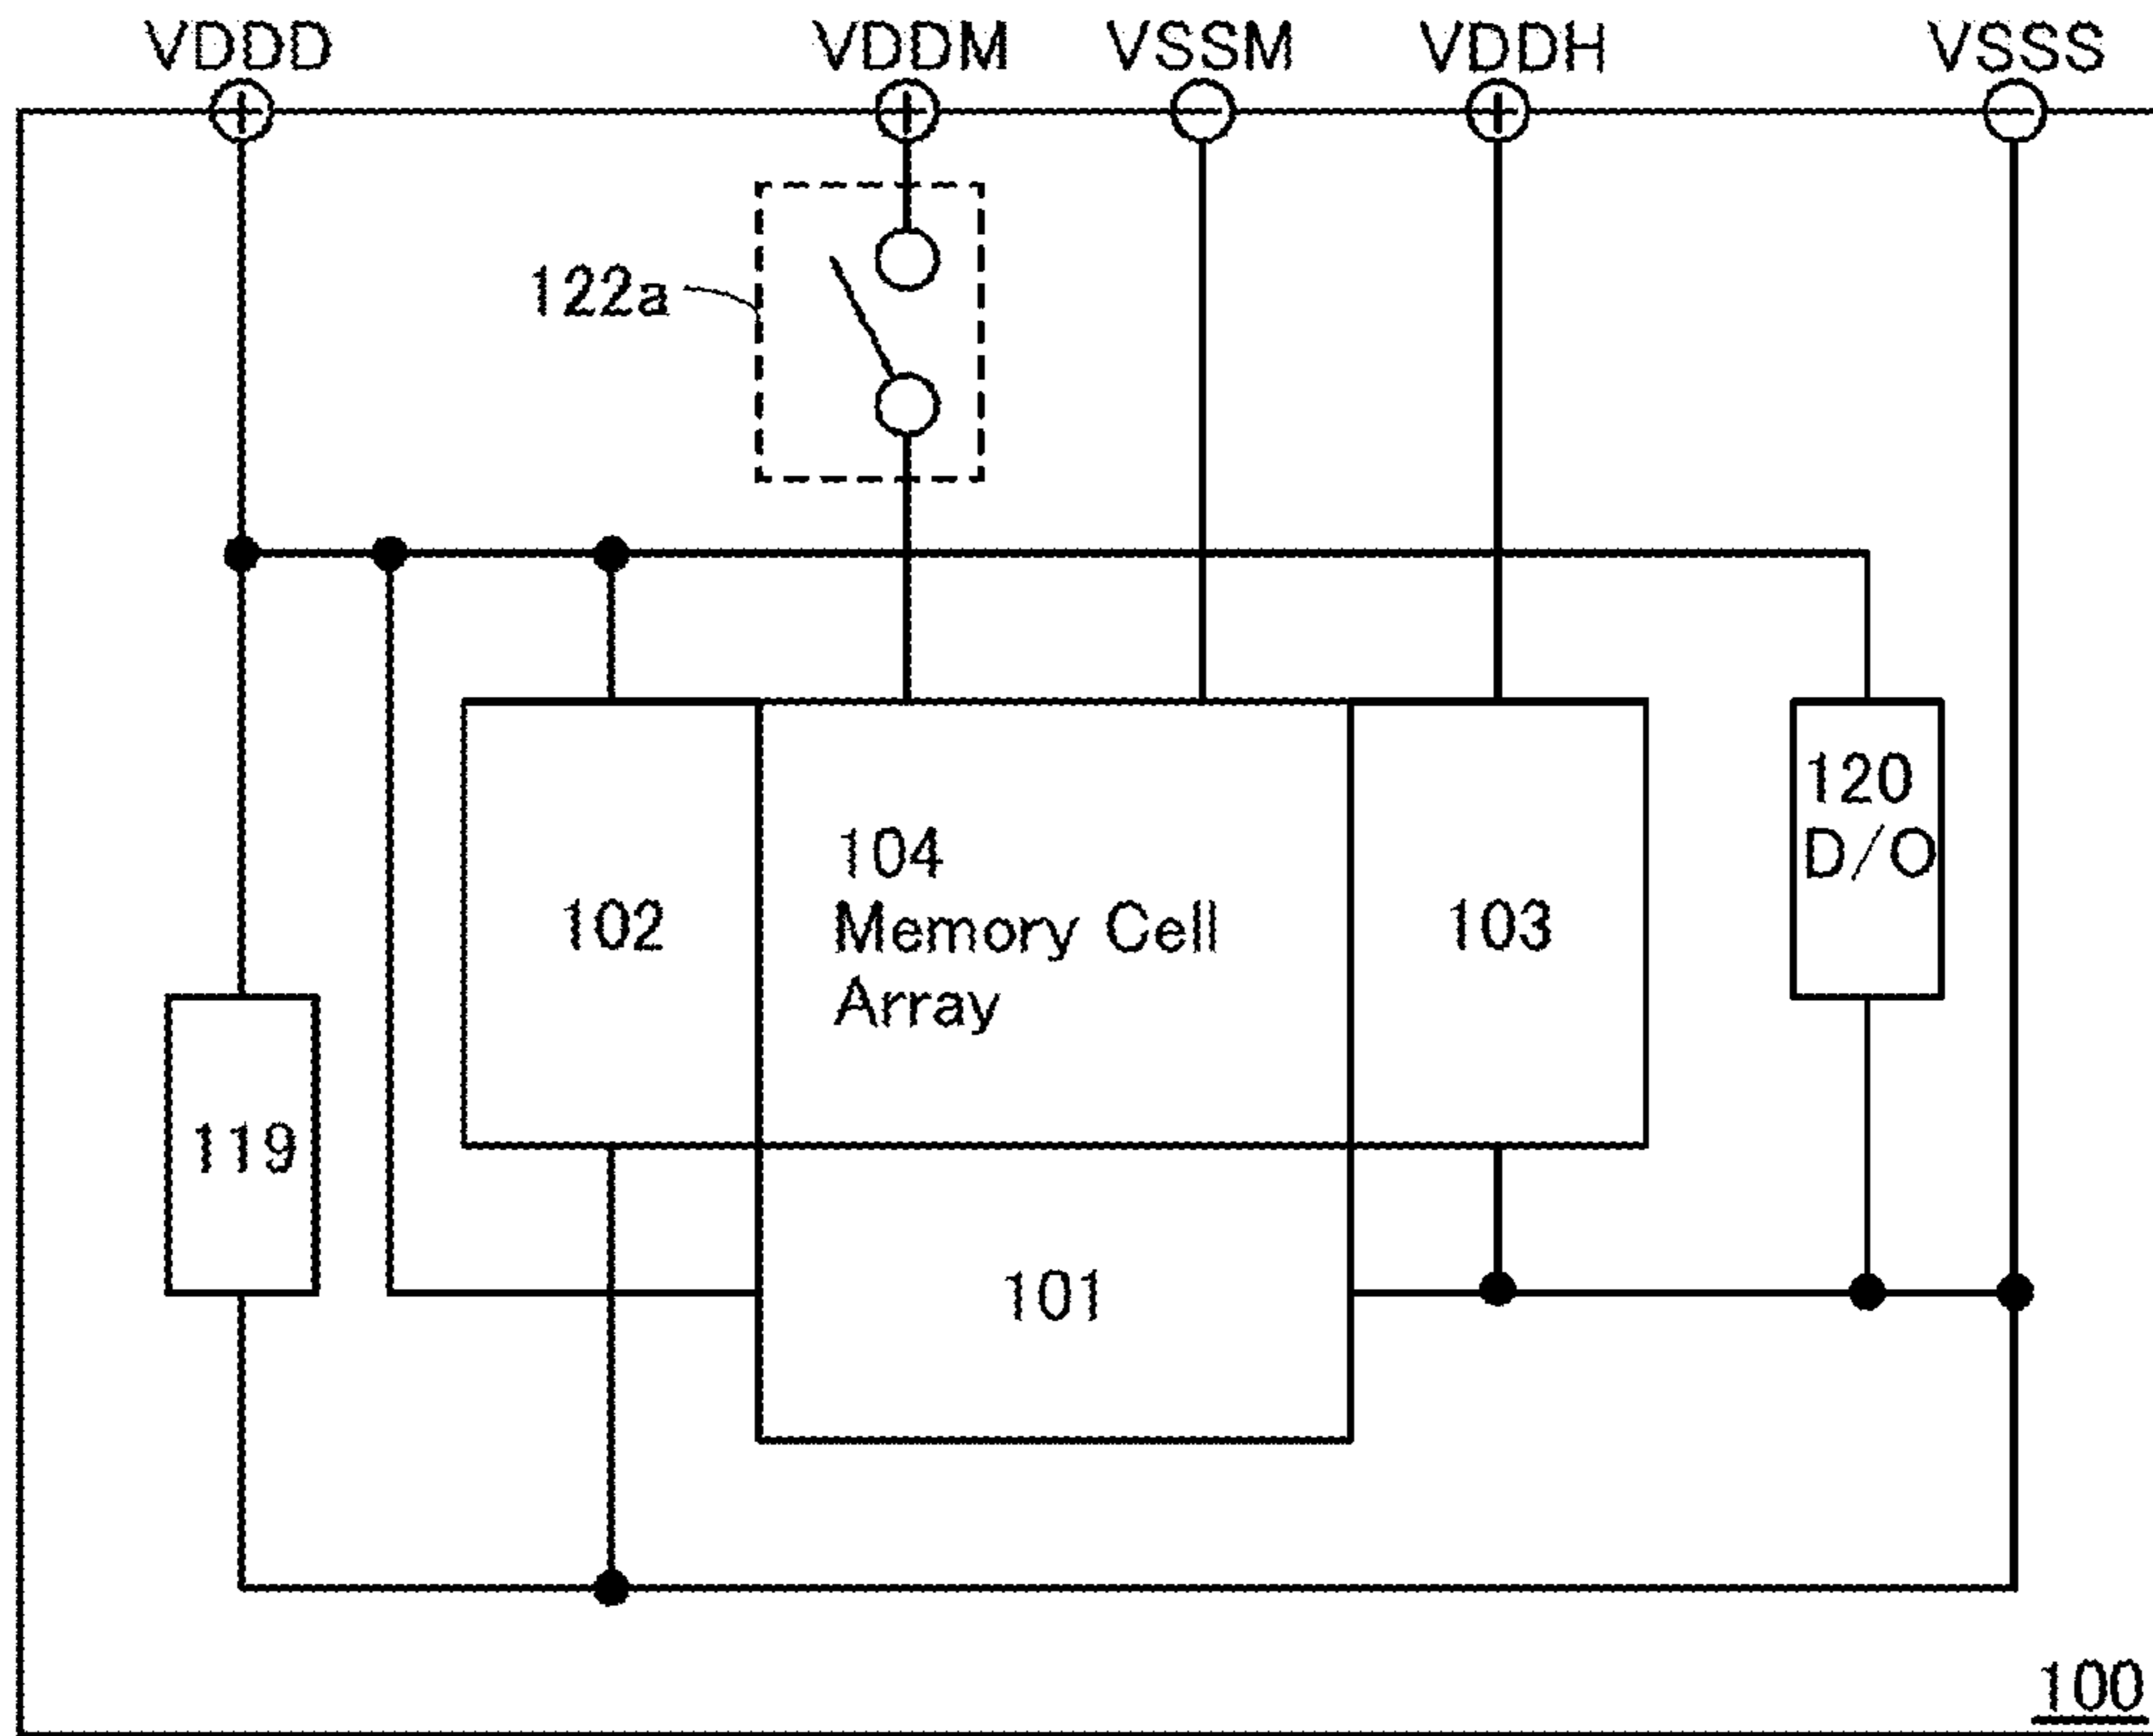 VDDD
VDDM
VSSM
VDDH
VSSS
122a
120
D/O
104
Memory Cell
Array
102
103
119
101
100